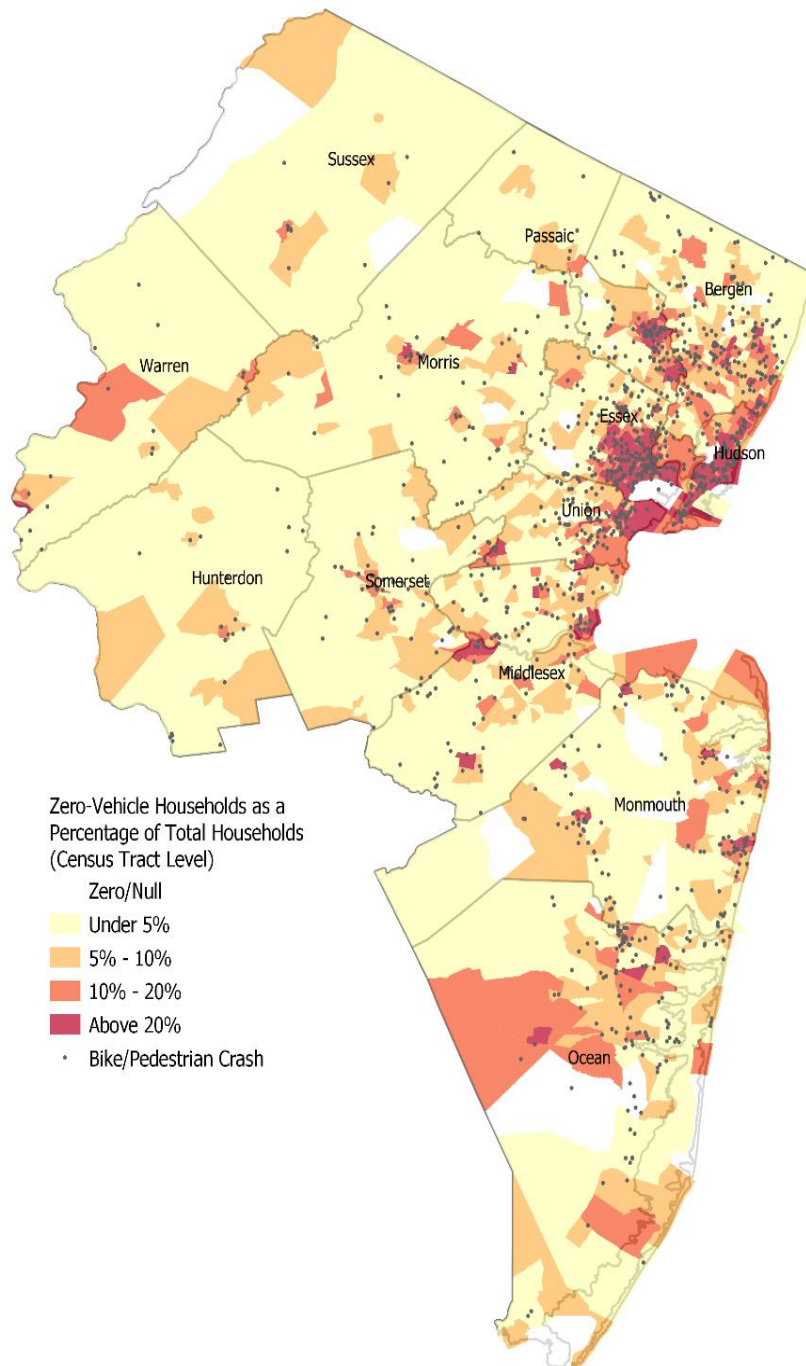 Sussex
Passaic
Bergen
Warren
Morris
Essex
Hudson
Union
Hunterdon
Somerset
Middlesex
Monmouth
Zero-Vehicle Households as a
Percentage of Total Households
(Census Tract Level)
Zero/Null
Under 5%
5% - 10%
10% - 20%
Above 20%
Bike/Pedestrian Crash
Ocean